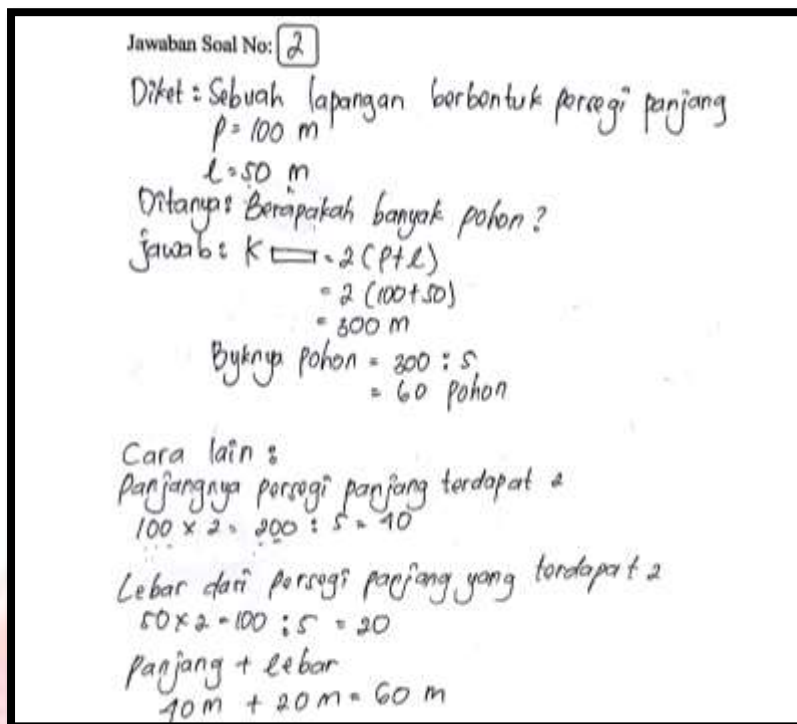 Jawaban Soal No: 2
Diket : Sebuah lapangan berbentuk persegi panjang
p = 100 m
l = 50 m
Ditanya : Berapakah banyak pohon ?
jawab : K ▭ = 2 (p + l)
= 2 (100 + 50)
= 300 m
Byknya pohon = 300 : 5
= 60 pohon
Cara lain :
panjangnya persegi panjang terdapat 2
100 x 2 = 200 : 5 = 40
Lebar dari persegi panjang yang terdapat 2
50 x 2 = 100 : 5 = 20
panjang + lebar
40 m + 20 m = 60 m